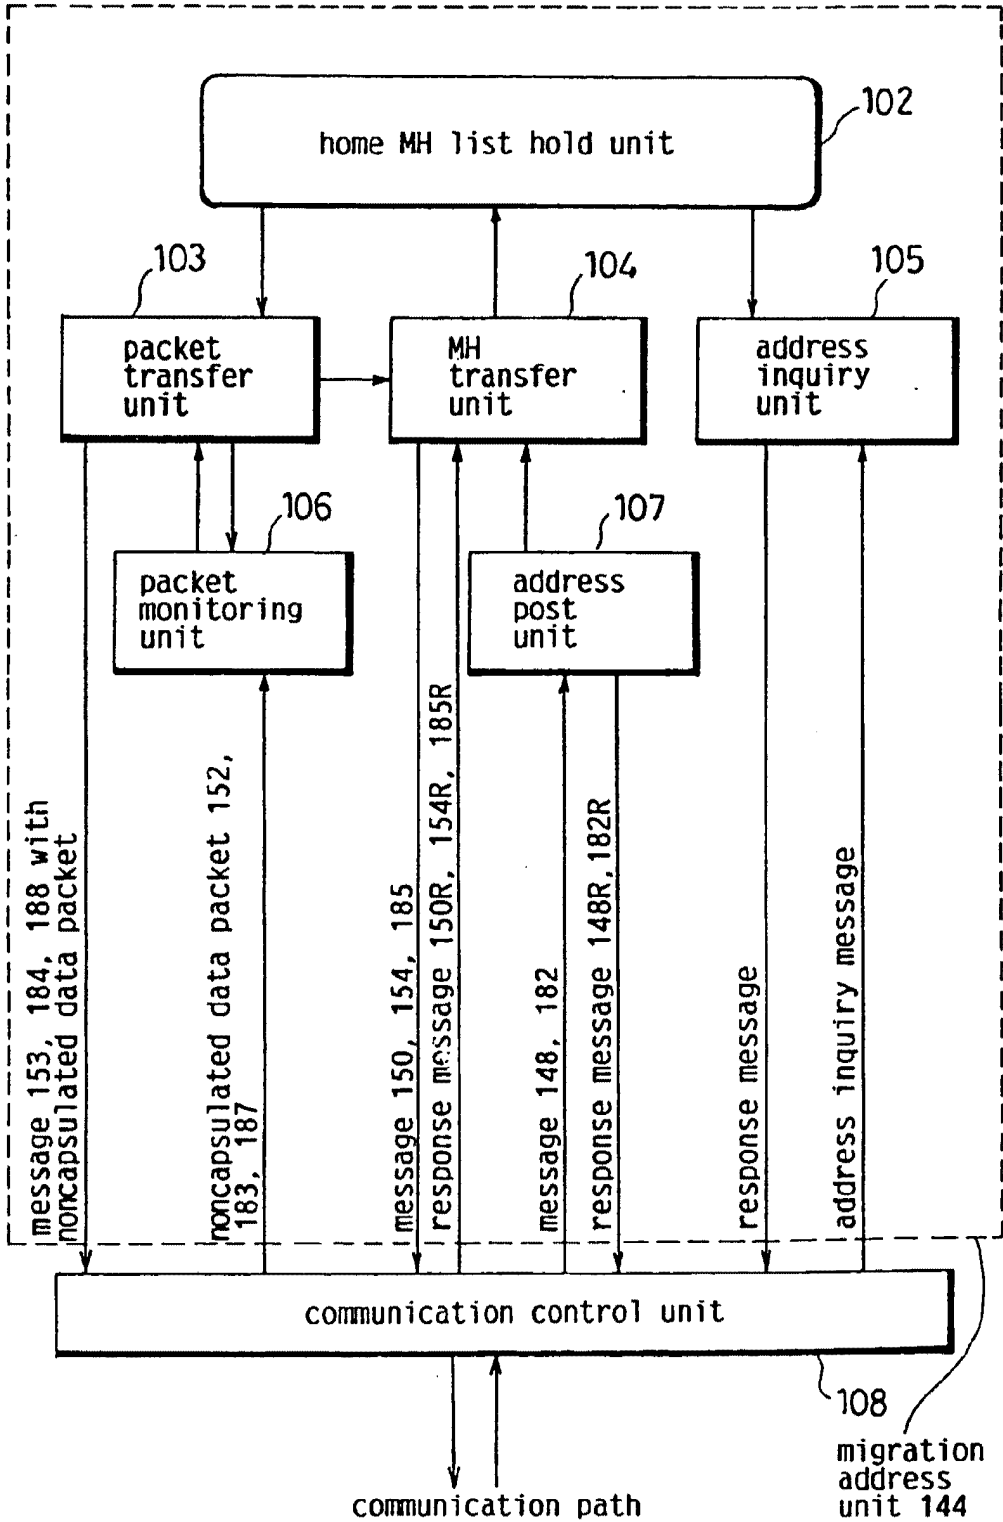 102
home MH list hold unit
103
104
105
packet
transfer
unit
MH
transfer
unit
address
inquiry
unit
106
107
packet
monitoring
unit
address
post
unit
message 153, 184, 188 with
noncapsulated data packet
noncapsulated data packet 152,
183, 187
message 150, 154, 185
response message 150R, 154R, 185R
message 148, 182
response message 148R, 182R
response message
address inquiry message
communication control unit
108
migration
address
unit 144
communication path